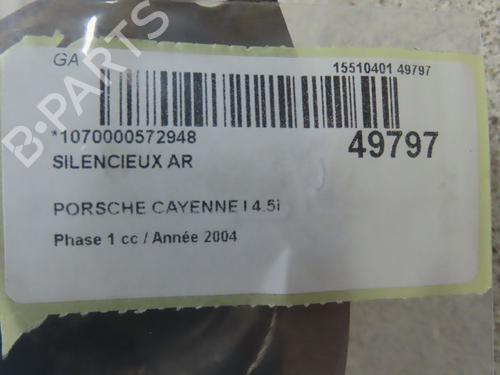 GA
15510401 49797
*1070000572948
49797
SILENCIEUX AR
PORSCHE CAYENNE I 4.5i
Phase 1 cc / Année 2004
B-PARTS